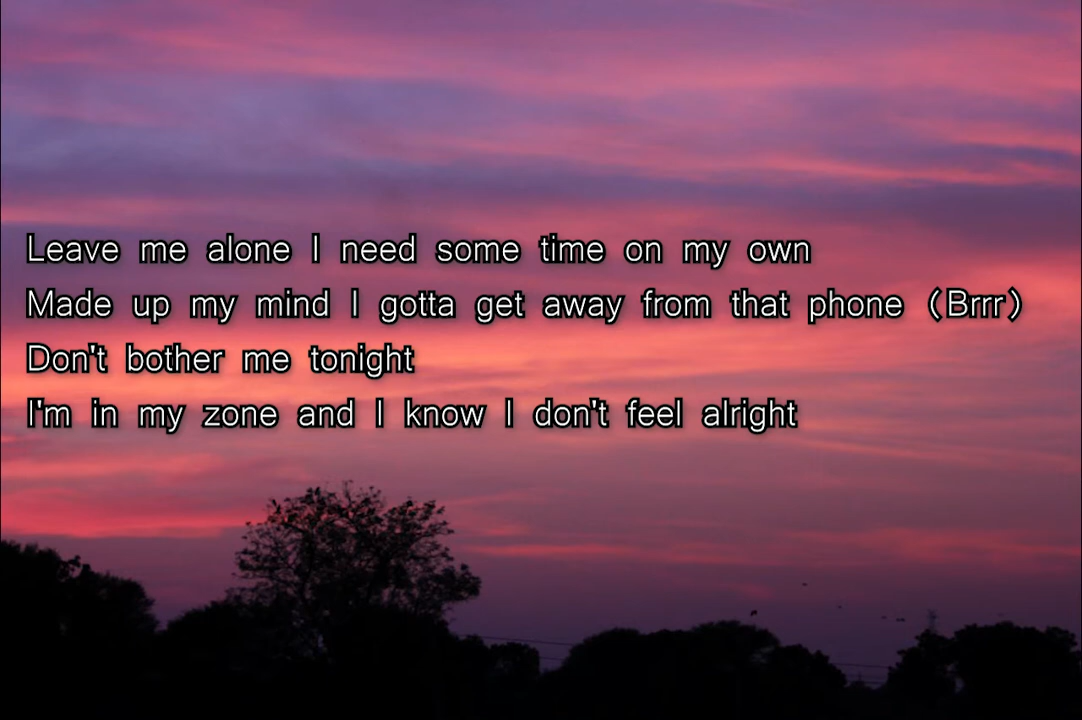 Leave me alone I need some time on my own
Made up my mind I gotta get away from that phone (Brrr)
Don't bother me tonight
I'm in my zone and I know I don't feel alright